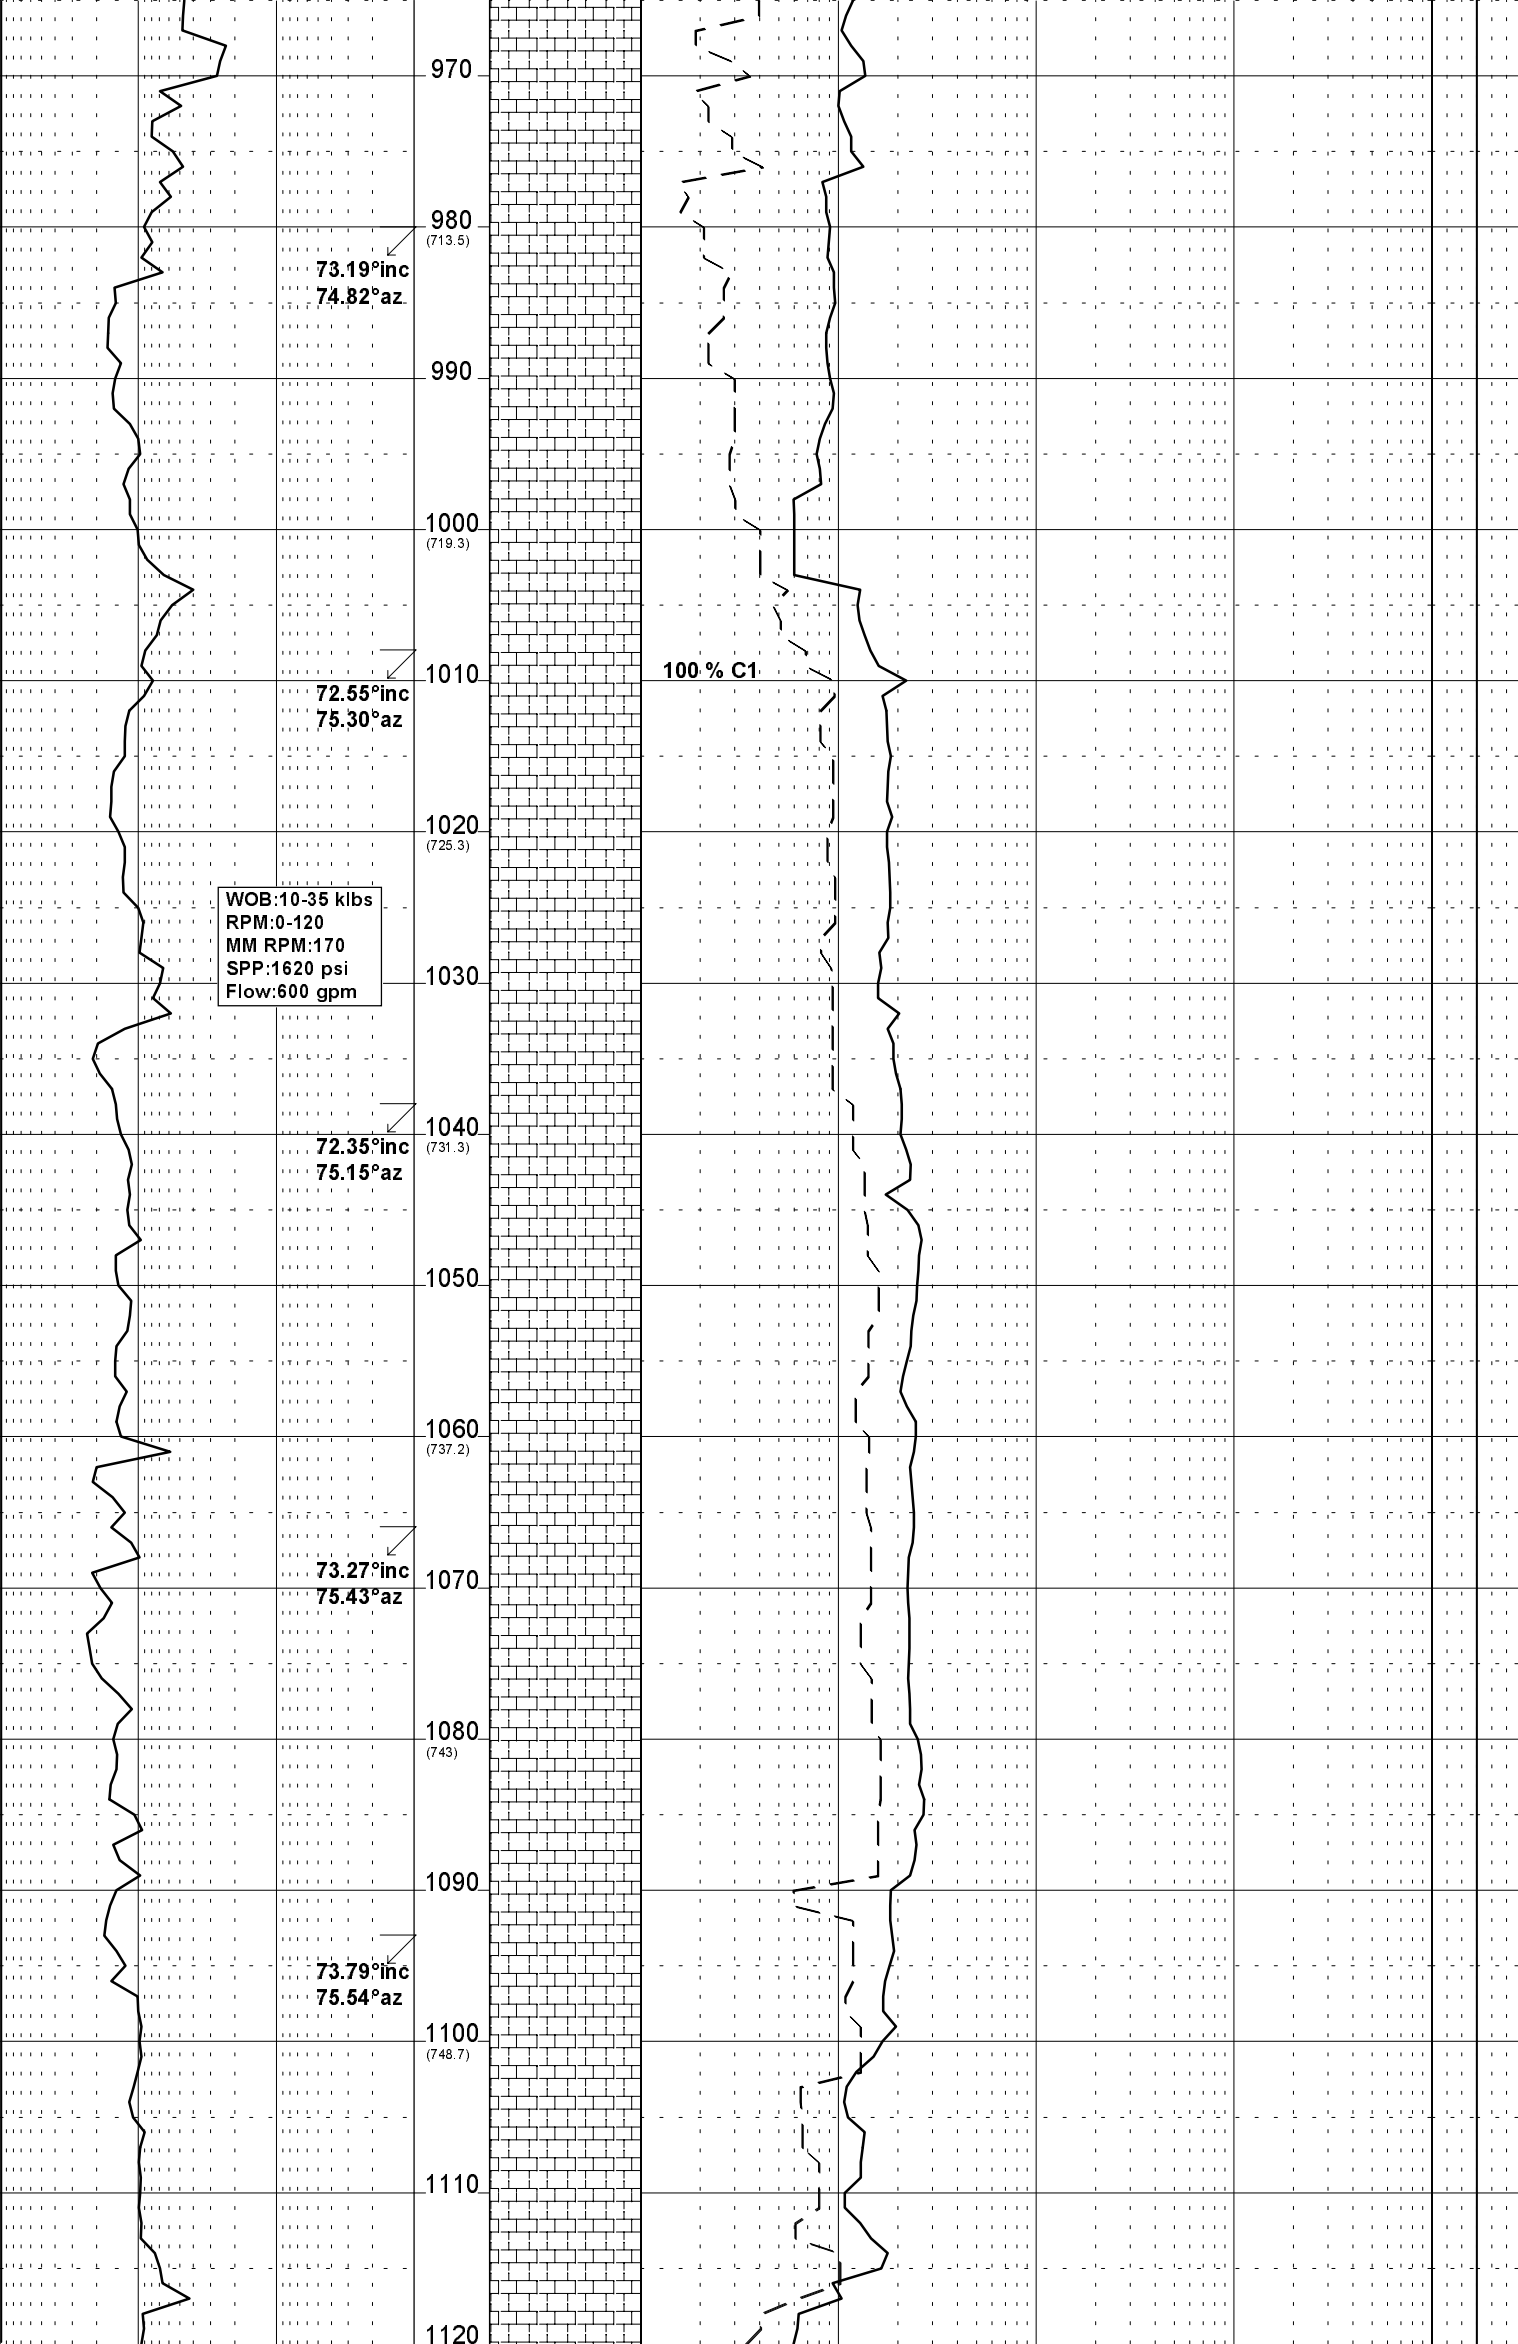 970
980
(713.5)
73.19°inc
74.82°az
990
1000
(719.3)
100 % C1
1010
72.55°inc
75.30°az
1020
(725.3)
WOB:10-35 klbs
RPM:0-120
MM RPM:170
SPP:1620 psi
Flow:600 gpm
1030
1040
(731.3)
72.35°inc
75.15°az
1050
1060
(737.2)
73.27°inc
1070
75.43°az
1080
(743)
1090
73.79°inc
75.54°az
1100
(748.7)
1110
1120